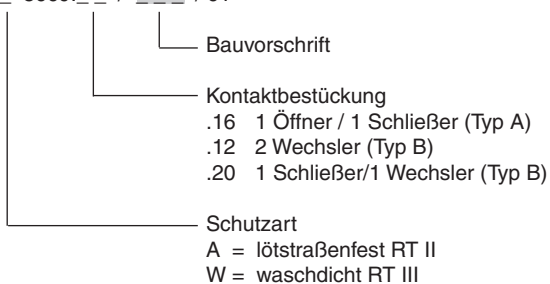 Bauvorschrift
Kontaktbestückung
.16 1 Öffner / 1 Schließer (Typ A)
.12 2 Wechsler (Typ B)
.20 1 Schließer/1 Wechsler (Typ B)
Schutzart
A = lötstraßenfest RT II
W = waschdicht RT III